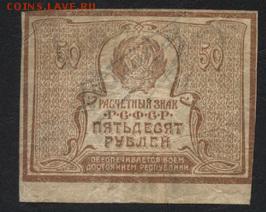 COINS.LAVE.RU
50 50
РАСЧЕТНЫЙ ЗНАК
Р•С•Ф•С•Р
ПЯТЬДЕСЯТ
РУБЛЕЙ
ОБЕСПЕЧИВАЕТСЯ ВСЕМ
ДОСТОЯНИЕМ РЕСПУБЛИКИ